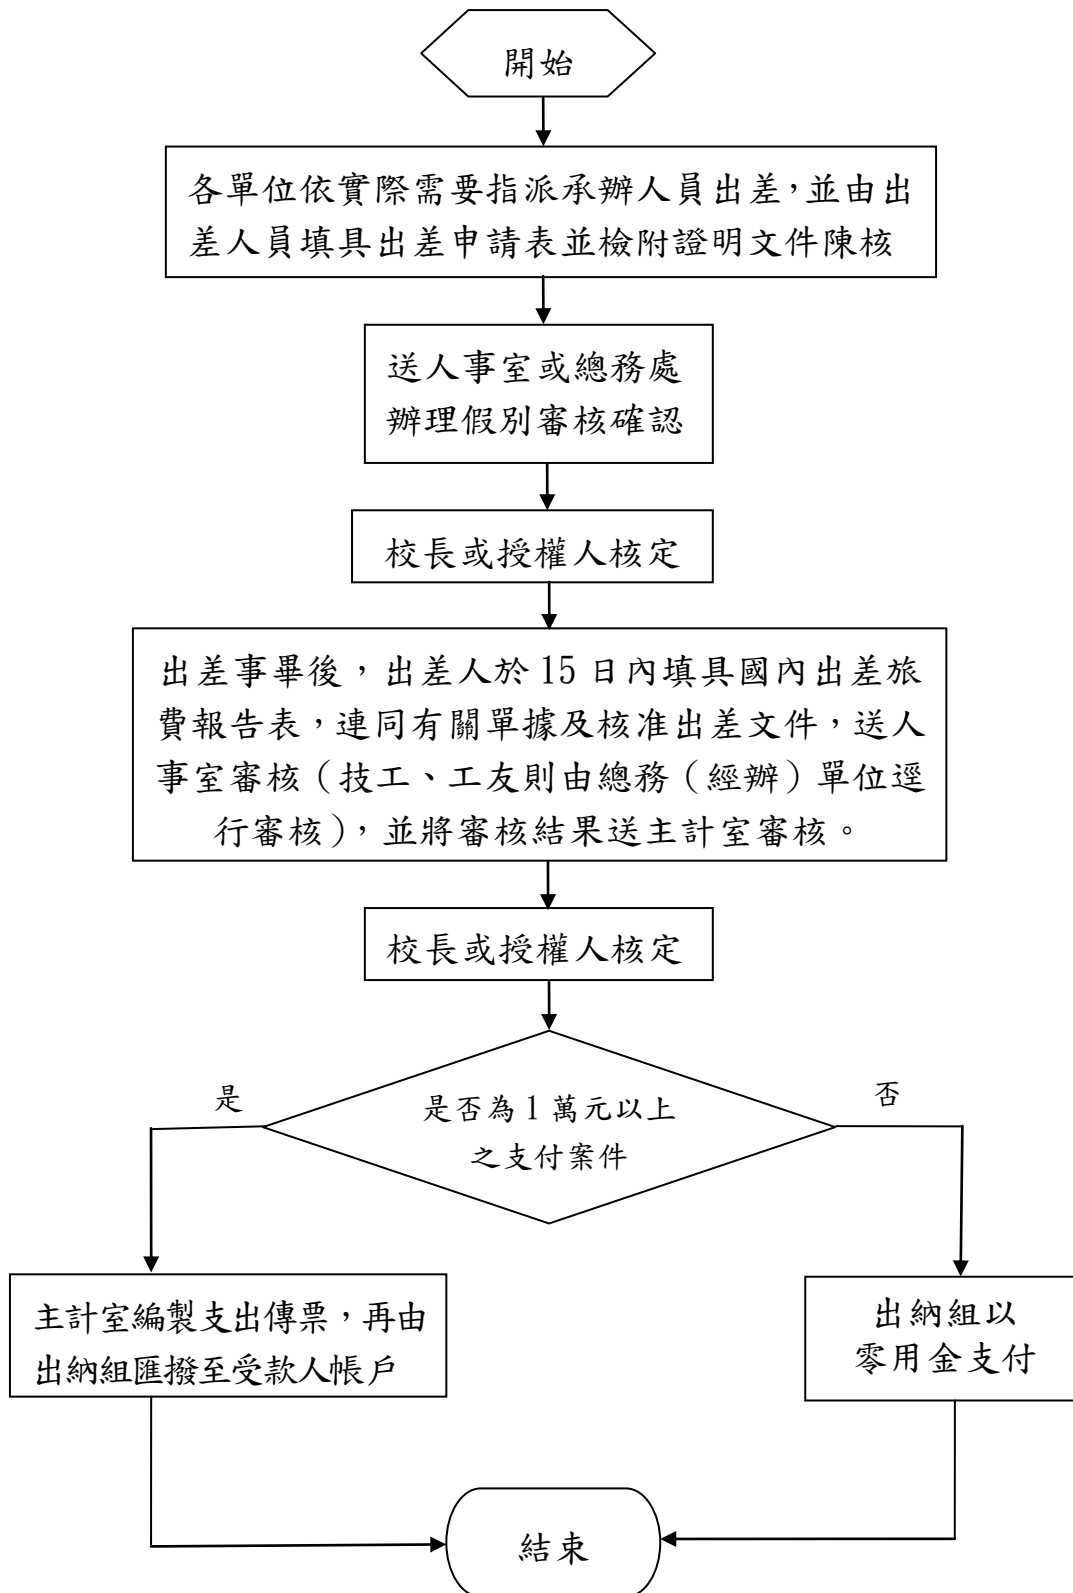 開始
各單位依實際需要指派承辦人員出差，並由出
差人員填具出差申請表並檢附證明文件陳核
送人事室或總務處
辦理假別審核確認
校長或授權人核定
出差事畢後，出差人於 15 日內填具國內出差旅
費報告表，連同有關單據及核准出差文件，送人
事室審核（技工、工友則由總務（經辦）單位逕
行審核），並將審核結果送主計室審核。
校長或授權人核定
是否為 1 萬元以上
之支付案件
是
否
主計室編製支出傳票，再由
出納組匯撥至受款人帳戶
出納組以
零用金支付
結束